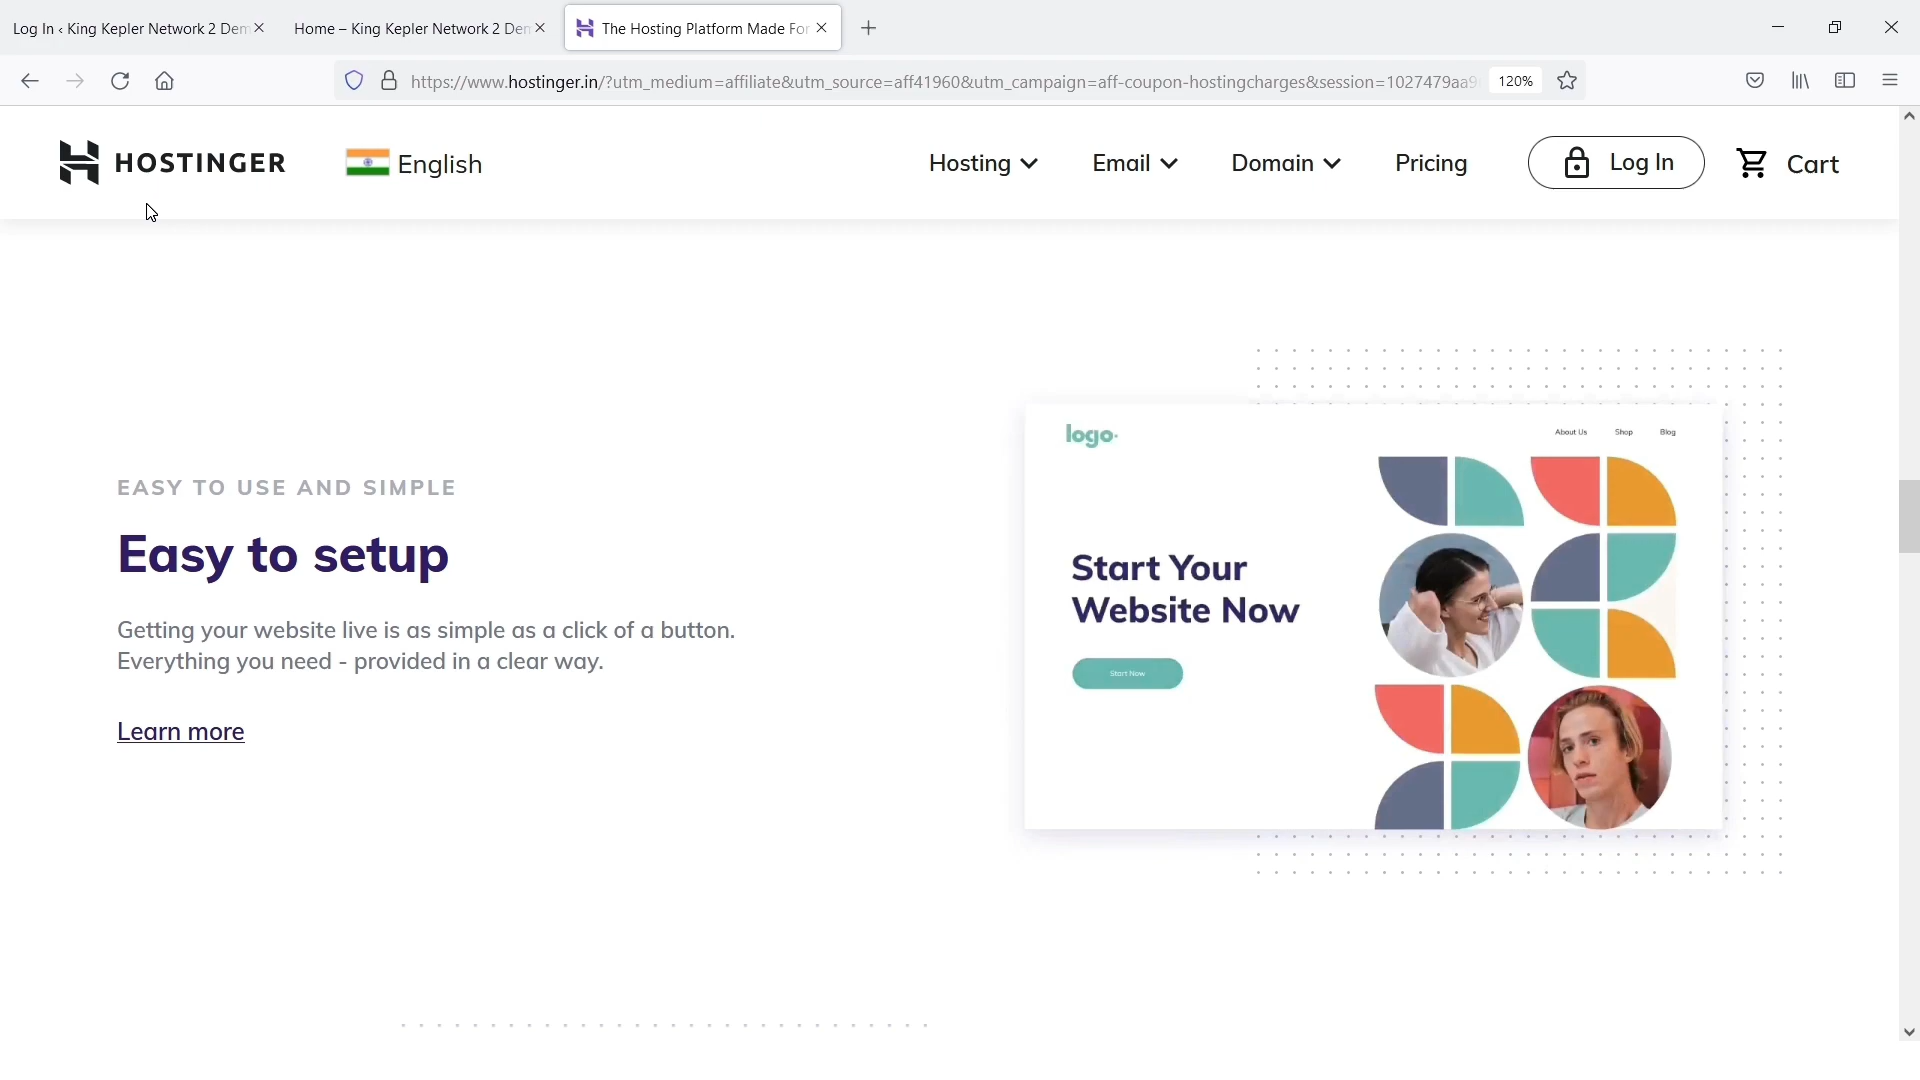 Log In ‹ King Kepler Network 2 Dem
Home – King Kepler Network 2 Dem
The Hosting Platform Made For
https://www.hostinger.in/?utm_medium=affiliate&utm_source=aff41960&utm_campaign=aff-coupon-hostingcharges&session=1027479aa9
120%
HOSTINGER
English
Hosting
Email
Domain
Pricing
Log In
Cart
logo
About Us
Shop
Blog
EASY TO USE AND SIMPLE
Easy to setup
Getting your website live is as simple as a click of a button.
Everything you need - provided in a clear way.
Learn more
Start Your
Website Now
Start Now